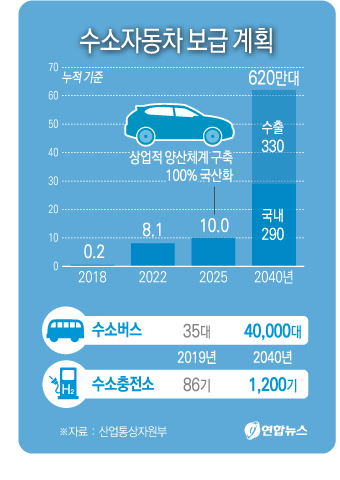 수소자동차 보급 계획
70
누적 기준
620만대
60
수출
330
50
상업적 양산체계 구축
100% 국산화
40
30
국내
290
20
10.0
8.1
10
0.2
0
2018 2022 2025 2040년
수소버스 35대 40,000대
2019년 2040년
H₂ 수소충전소 86기 1,200기
※자료 : 산업통상자원부 연합뉴스